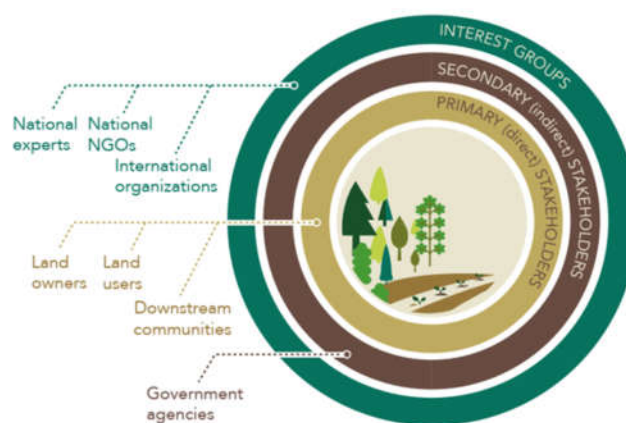 INTEREST GROUPS
SECONDARY (indirect) STAKEHOLDERS
PRIMARY (direct) STAKEHOLDERS
National
experts
National
NGOs
International
organizations
Land
owners
Land
users
Downstream
communities
Government
agencies